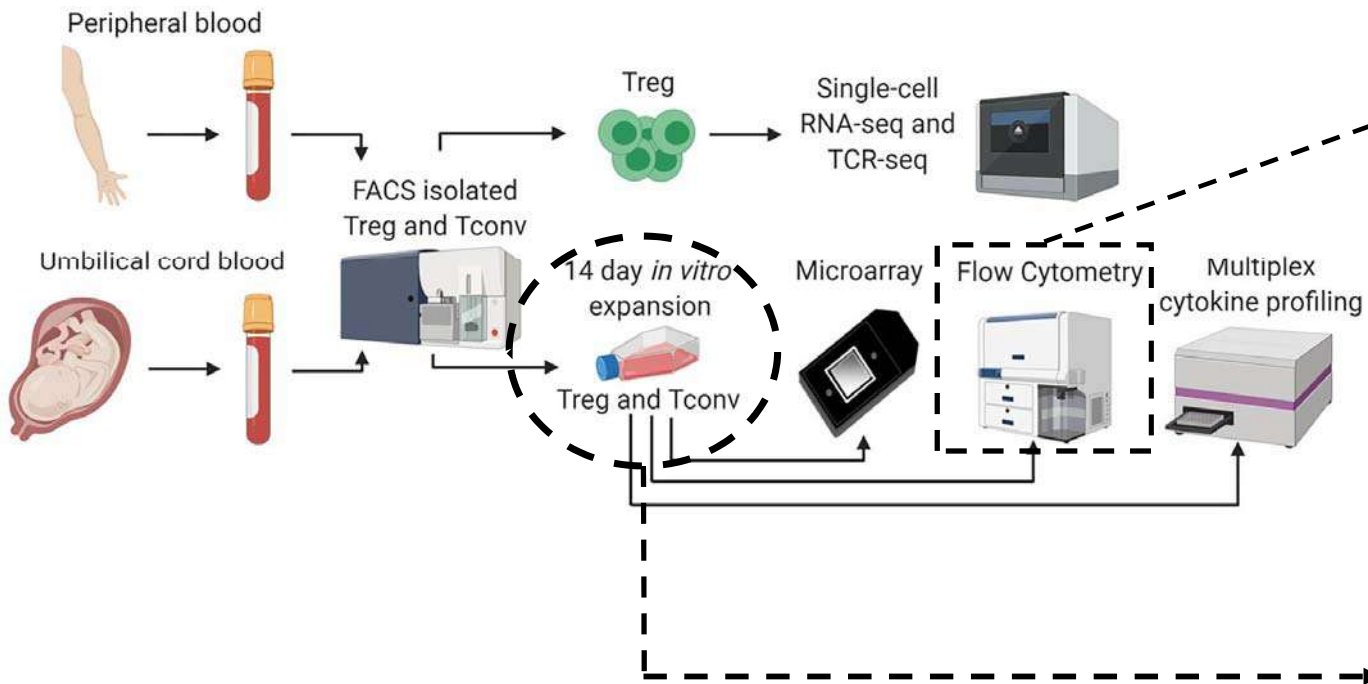 Peripheral blood
Treg
Single-cell
RNA-seq and
TCR-seq
FACS isolated
Treg and Tconv
Umbilical cord blood
14 day in vitro
expansion
Treg and Tconv
Microarray
Flow Cytometry
Multiplex
cytokine profiling